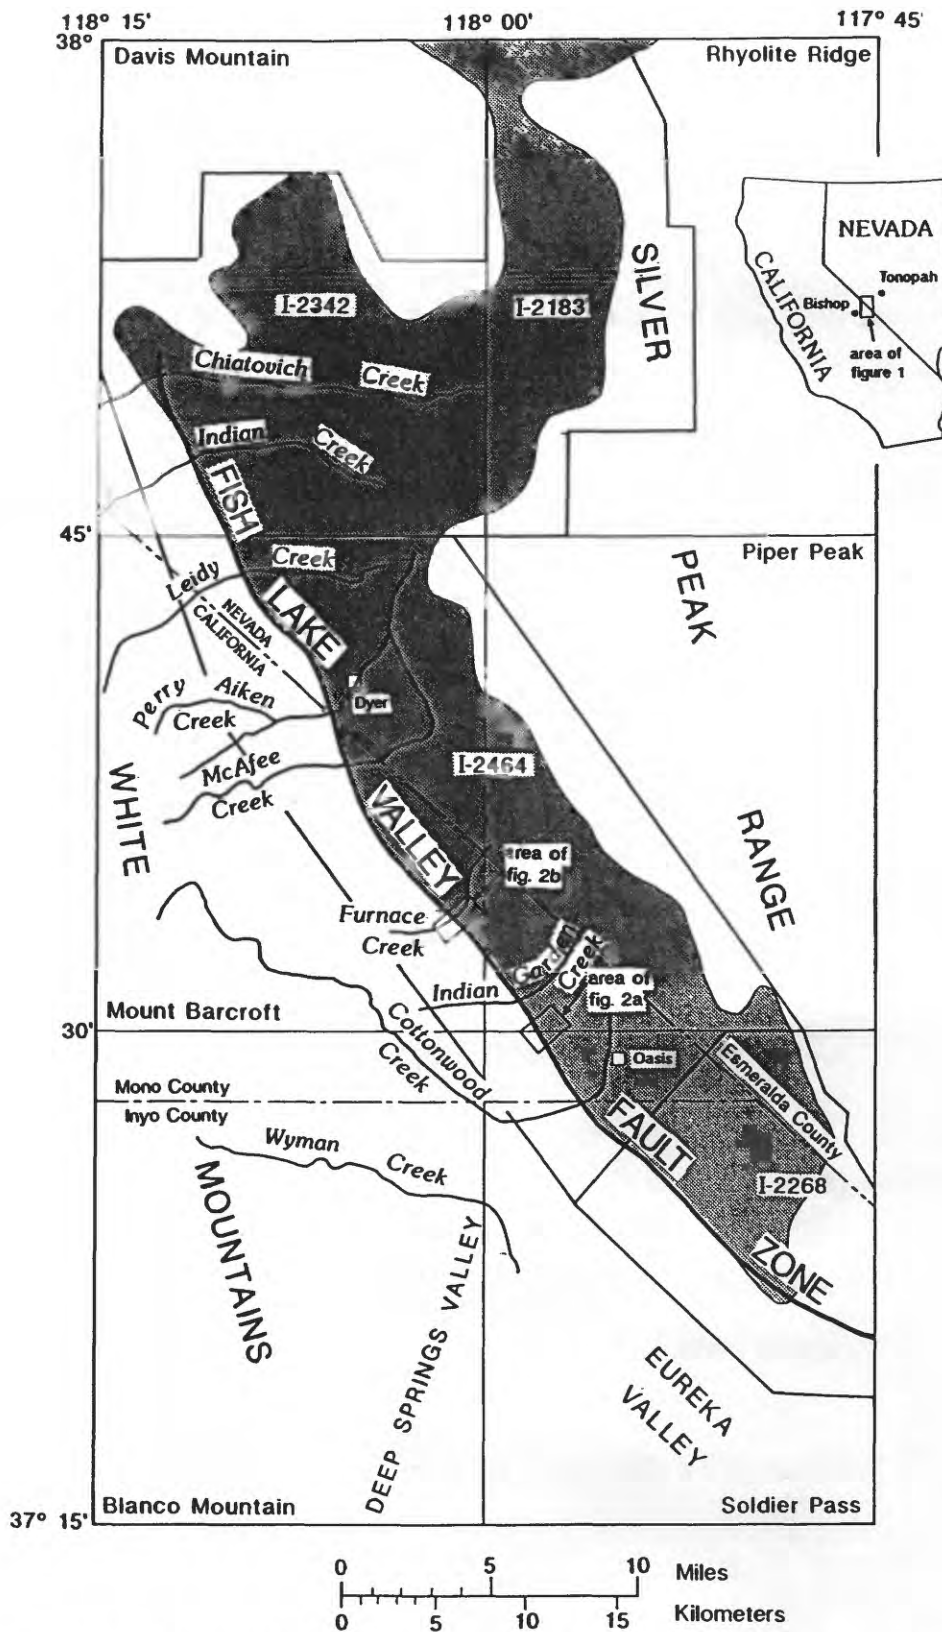 118° 15'
118° 00'
117° 45'
38°
Davis Mountain
Rhyolite Ridge
NEVADA
CALIFORNIA
Tonopah
Bishop
area of
figure 1
SILVER
I-2342
I-2183
Chiatovich
Creek
Indian
Creek
FISH
45'
Piper Peak
Creek
Leidy
PEAK
NEVADA
CALIFORNIA
LAKE
Perry
Aiken
Creek
Dyer
McAfee
Creek
I-2464
WHITE
VALLEY
RANGE
area of
fig. 2b
Furnace
Creek
Garden
Creek
Indian
area of
fig. 2a
Mount Barcroft
30'
Cottonwood
Creek
Oasis
Esmeralda County
Mono County
Inyo County
Wyman
Creek
FAULT
I-2268
MOUNTAINS
DEEP SPRINGS VALLEY
ZONE
EUREKA
VALLEY
37° 15'
Blanco Mountain
Soldier Pass
0 5 10 Miles
0 5 10 15 Kilometers